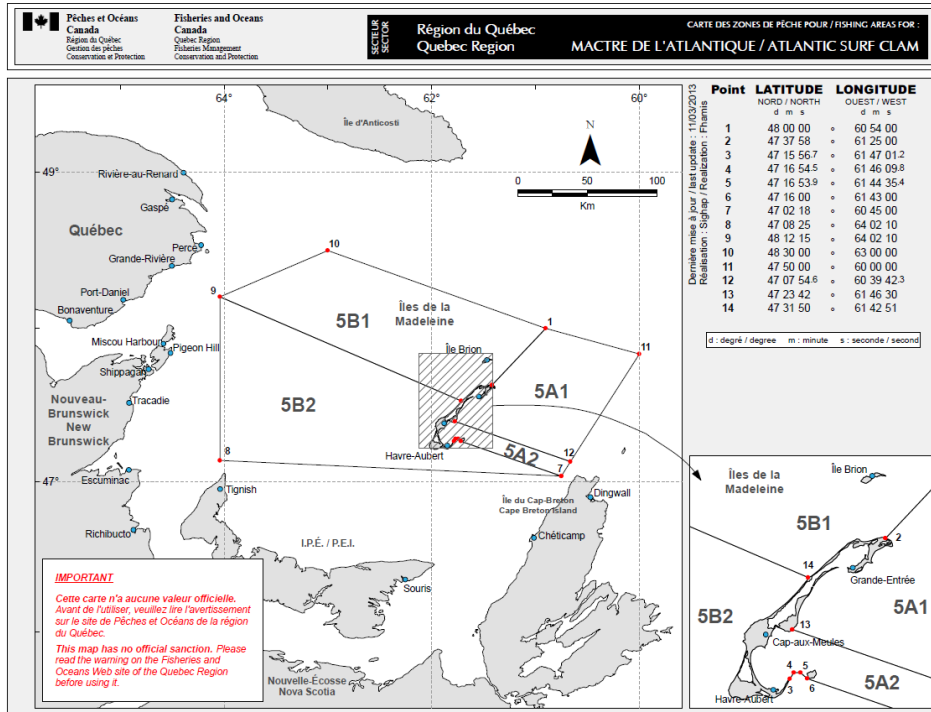 Pêches et Océans
Canada
Région du Québec
Gestion des pêches
Conservation et Protection
Fisheries and Oceans
Canada
Quebec Region
Fisheries Management
Conservation and Protection
SECTEUR
SECTOR
Région du Québec
Quebec Region
CARTE DES ZONES DE PÊCHE POUR / FISHING AREAS FOR :
MACTRE DE L'ATLANTIQUE / ATLANTIC SURF CLAM
64°
62°
60°
Île d'Anticosti
N
49°
0 50 100
Km
Rivière-au-Renard
Gaspé
Québec
Percé
Grande-Rivière
10
Port-Daniel
9
Bonaventure
Îles de la
Madeleine
5B1
1
Miscou Harbour
Pigeon Hill
Île Brion
11
Shippagan
5A1
5B2
Nouveau-
Brunswick
New
Brunswick
Tracadie
Havre-Aubert
5A2
12
8
7
47°
Escuminac
Tignish
Île du Cap-Breton
Cape Breton Island
Dingwall
Richibucto
I.P.É. / P.E.I.
Chéticamp
Souris
Nouvelle-Écosse
Nova Scotia
IMPORTANT
Cette carte n'a aucune valeur officielle.
Avant de l'utiliser, veuillez lire l'avertissement
sur le site de Pêches et Océans de la région
du Québec.
This map has no official sanction. Please
read the warning on the Fisheries and
Oceans Web site of the Quebec Region
before using it.
Dernière mise à jour / last update : 11/03/2013
Réalisation : Sighap / Realization : Fhamis
Point LATITUDE LONGITUDE
NORD / NORTH OUEST / WEST
d m s d m s
1 48 00 00 ° 60 54 00
2 47 37 58 ° 61 25 00
3 47 15 56.7 ° 61 47 01.2
4 47 16 54.5 ° 61 46 09.8
5 47 16 53.9 ° 61 44 35.4
6 47 16 00 ° 61 43 00
7 47 02 18 ° 60 45 00
8 47 08 25 ° 64 02 10
9 48 12 15 ° 64 02 10
10 48 30 00 ° 63 00 00
11 47 50 00 ° 60 00 00
12 47 07 54.6 ° 60 39 42.3
13 47 23 42 ° 61 46 30
14 47 31 50 ° 61 42 51
d : degré / degree m : minute s : seconde / second
Îles de la
Madeleine
Île Brion
5B1
2
14
Grande-Entrée
5A1
5B2
13
Cap-aux-Meules
4 5
5A2
Havre-Aubert
3 6